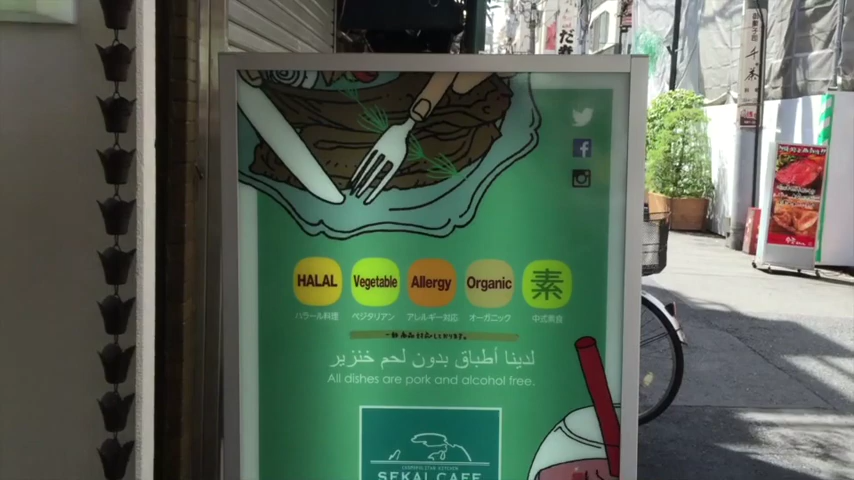 HALAL
Vegetable
Allergy
Organic
素
ハラール料理
ベジタリアン
アレルギー対応
オーガニック
中式素食
لدينا أطباق بدون لحم خنزير
All dishes are pork and alcohol free.
COSMOPOLITAN KITCHEN
SEKAI CAFE